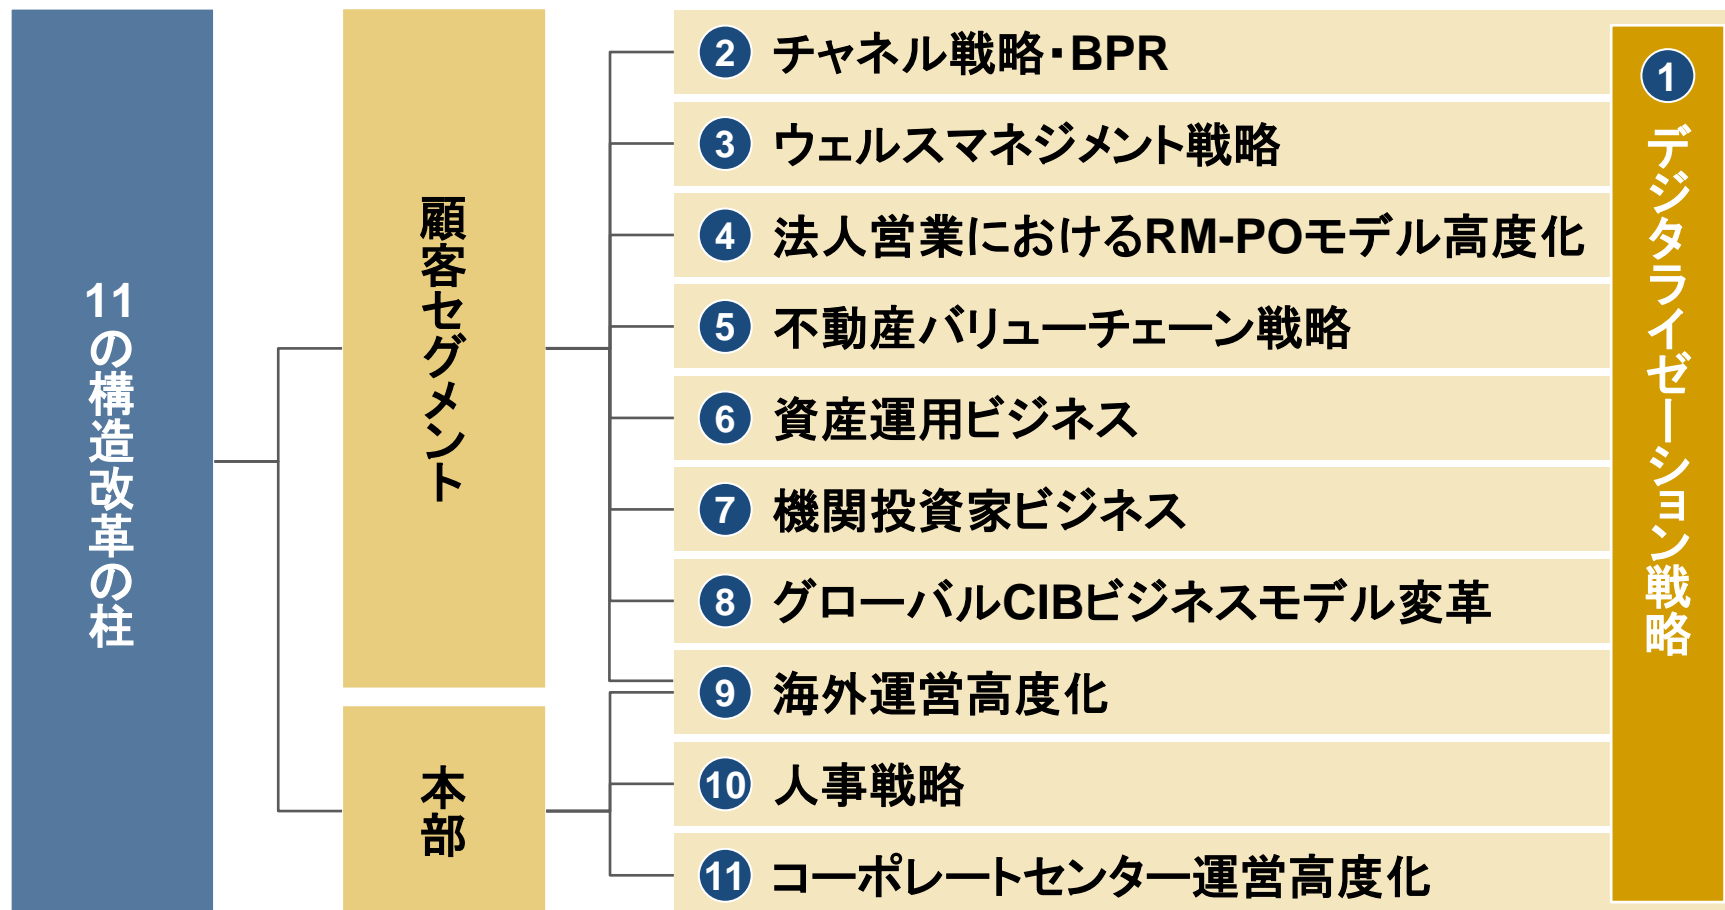 11の構造改革の柱
顧客セグメント
本部
2 チャネル戦略・BPR
3 ウェルスマネジメント戦略
4 法人営業におけるRM-POモデル高度化
5 不動産バリューチェーン戦略
6 資産運用ビジネス
7 機関投資家ビジネス
8 グローバルCIBビジネスモデル変革
9 海外運営高度化
10 人事戦略
11 コーポレートセンター運営高度化
1 デジタライゼーション戦略